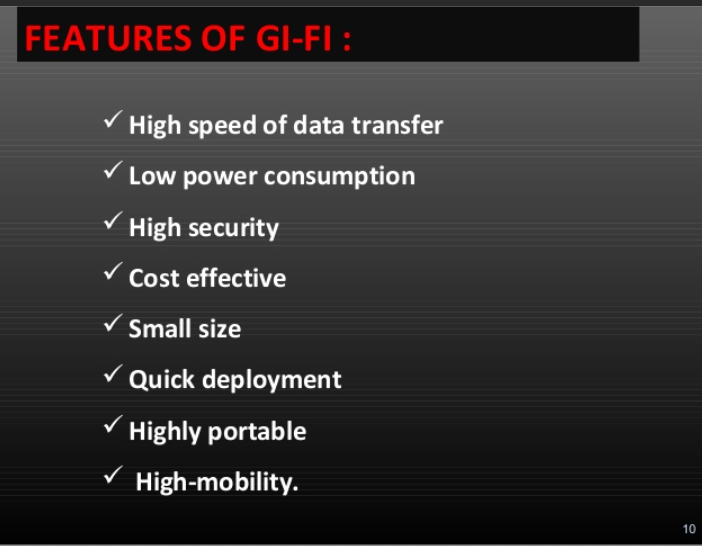 FEATURES OF GI-FI :
✓ High speed of data transfer
✓ Low power consumption
✓ High security
✓ Cost effective
✓ Small size
✓ Quick deployment
✓ Highly portable
✓ High-mobility.
10